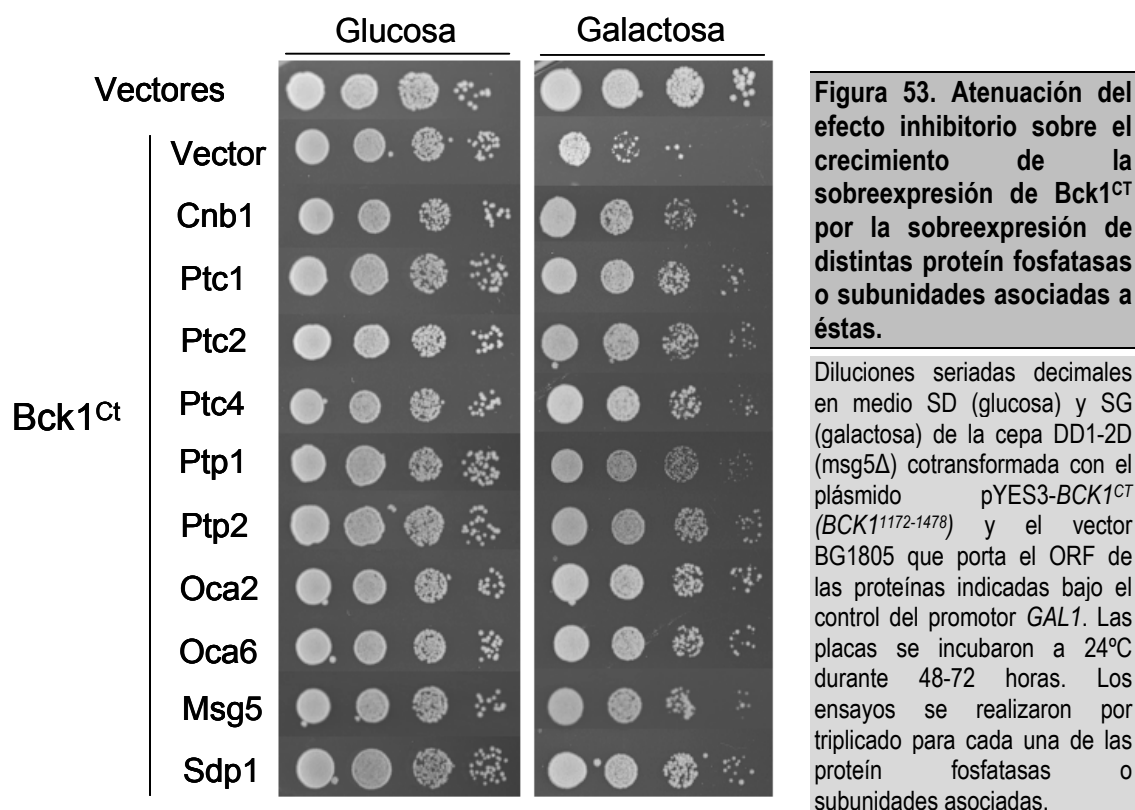 Glucosa
Galactosa
Vectores
Vector
Cnb1
Ptc1
Ptc2
Ptc4
Bck1Ct
Ptp1
Ptp2
Oca2
Oca6
Msg5
Sdp1
Figura 53. Atenuación del
efecto inhibitorio sobre el
crecimiento de la
sobreexpresión de Bck1CT
por la sobreexpresión de
distintas proteín fosfatasas
o subunidades asociadas a
éstas.
Diluciones seriadas decimales
en medio SD (glucosa) y SG
(galactosa) de la cepa DD1-2D
(msg5Δ) cotransformada con el
plásmido pYES3-BCK1CT
(BCK11172-1478) y el vector
BG1805 que porta el ORF de
las proteínas indicadas bajo el
control del promotor GAL1. Las
placas se incubaron a 24ºC
durante 48-72 horas. Los
ensayos se realizaron por
triplicado para cada una de las
proteín fosfatasas o
subunidades asociadas.